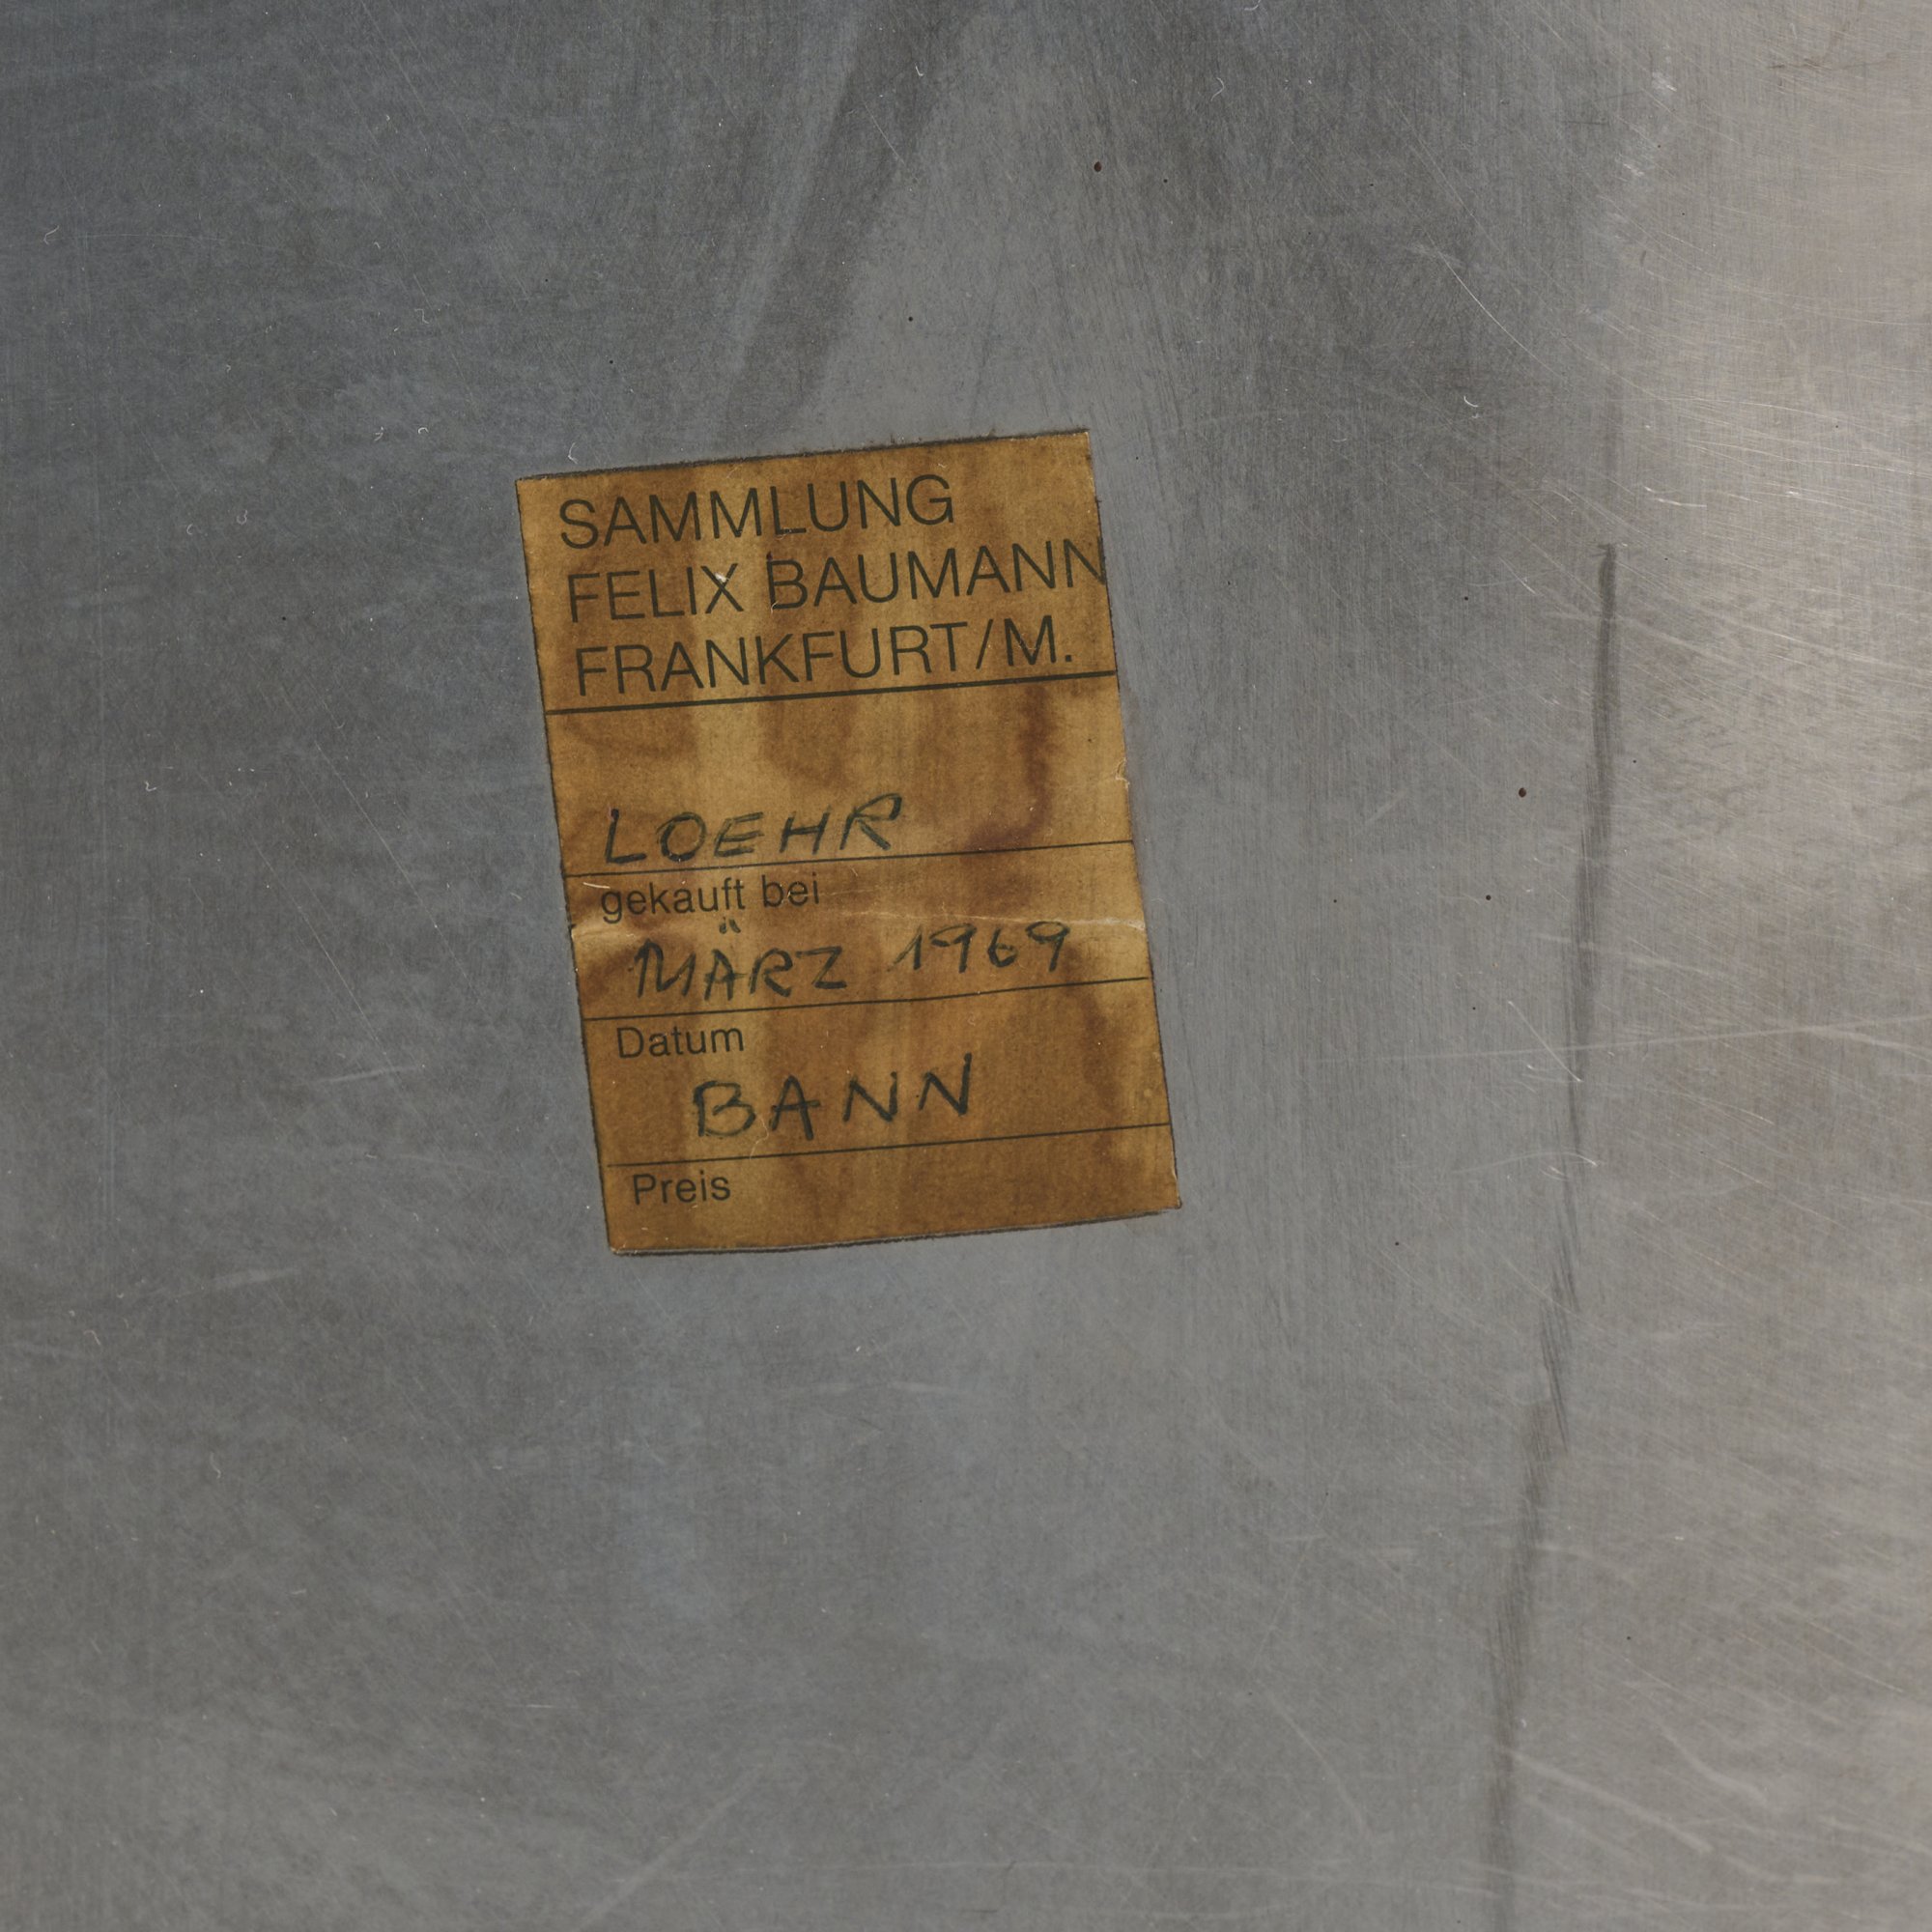 SAMMLUNG
FELIX BAUMANN
FRANKFURT/M.
LOEHR
gekauft bei
MÄRZ 1969
Datum
BANN
Preis